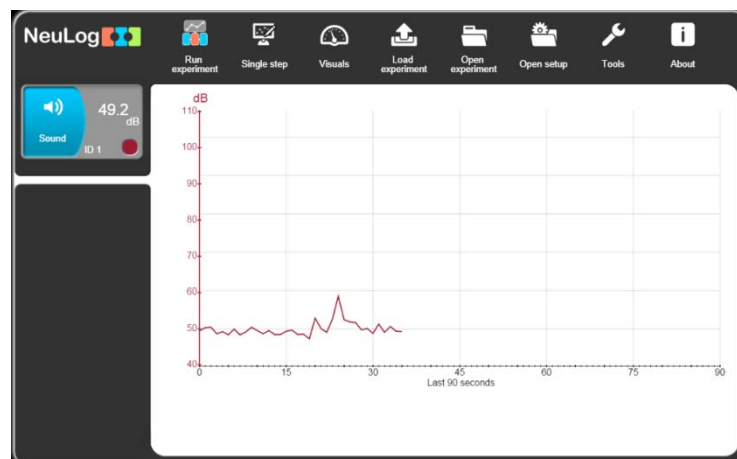 NeuLog
Run experiment
Single step
Visuals
Load experiment
Open experiment
Open setup
Tools
About
49.2
dB
Sound
ID 1
dB
110
100
90
80
70
60
50
40
0 15 30 45 60 75 90
Last 90 seconds